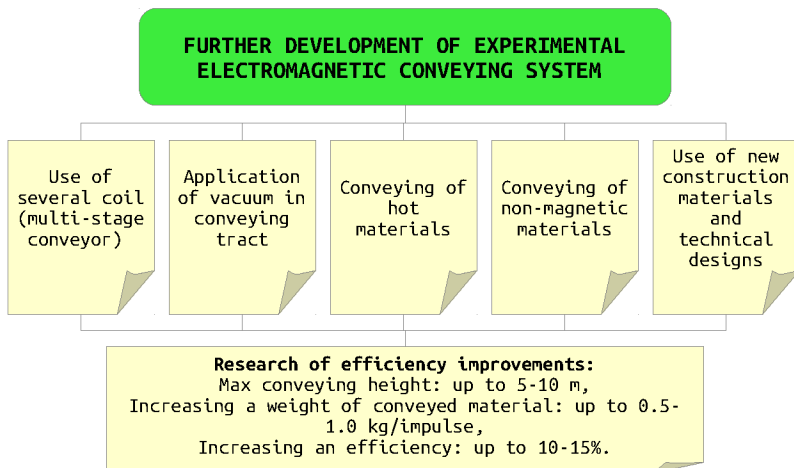 FURTHER DEVELOPMENT OF EXPERIMENTAL
ELECTROMAGNETIC CONVEYING SYSTEM
Use of
several coil
(multi-stage
conveyor)
Application
of vacuum in
conveying
tract
Conveying of
hot
materials
Conveying of
non-magnetic
materials
Use of new
construction
materials
and
technical
designs
Research of efficiency improvements:
Max conveying height: up to 5-10 m,
Increasing a weight of conveyed material: up to 0.5-
1.0 kg/impulse,
Increasing an efficiency: up to 10-15%.